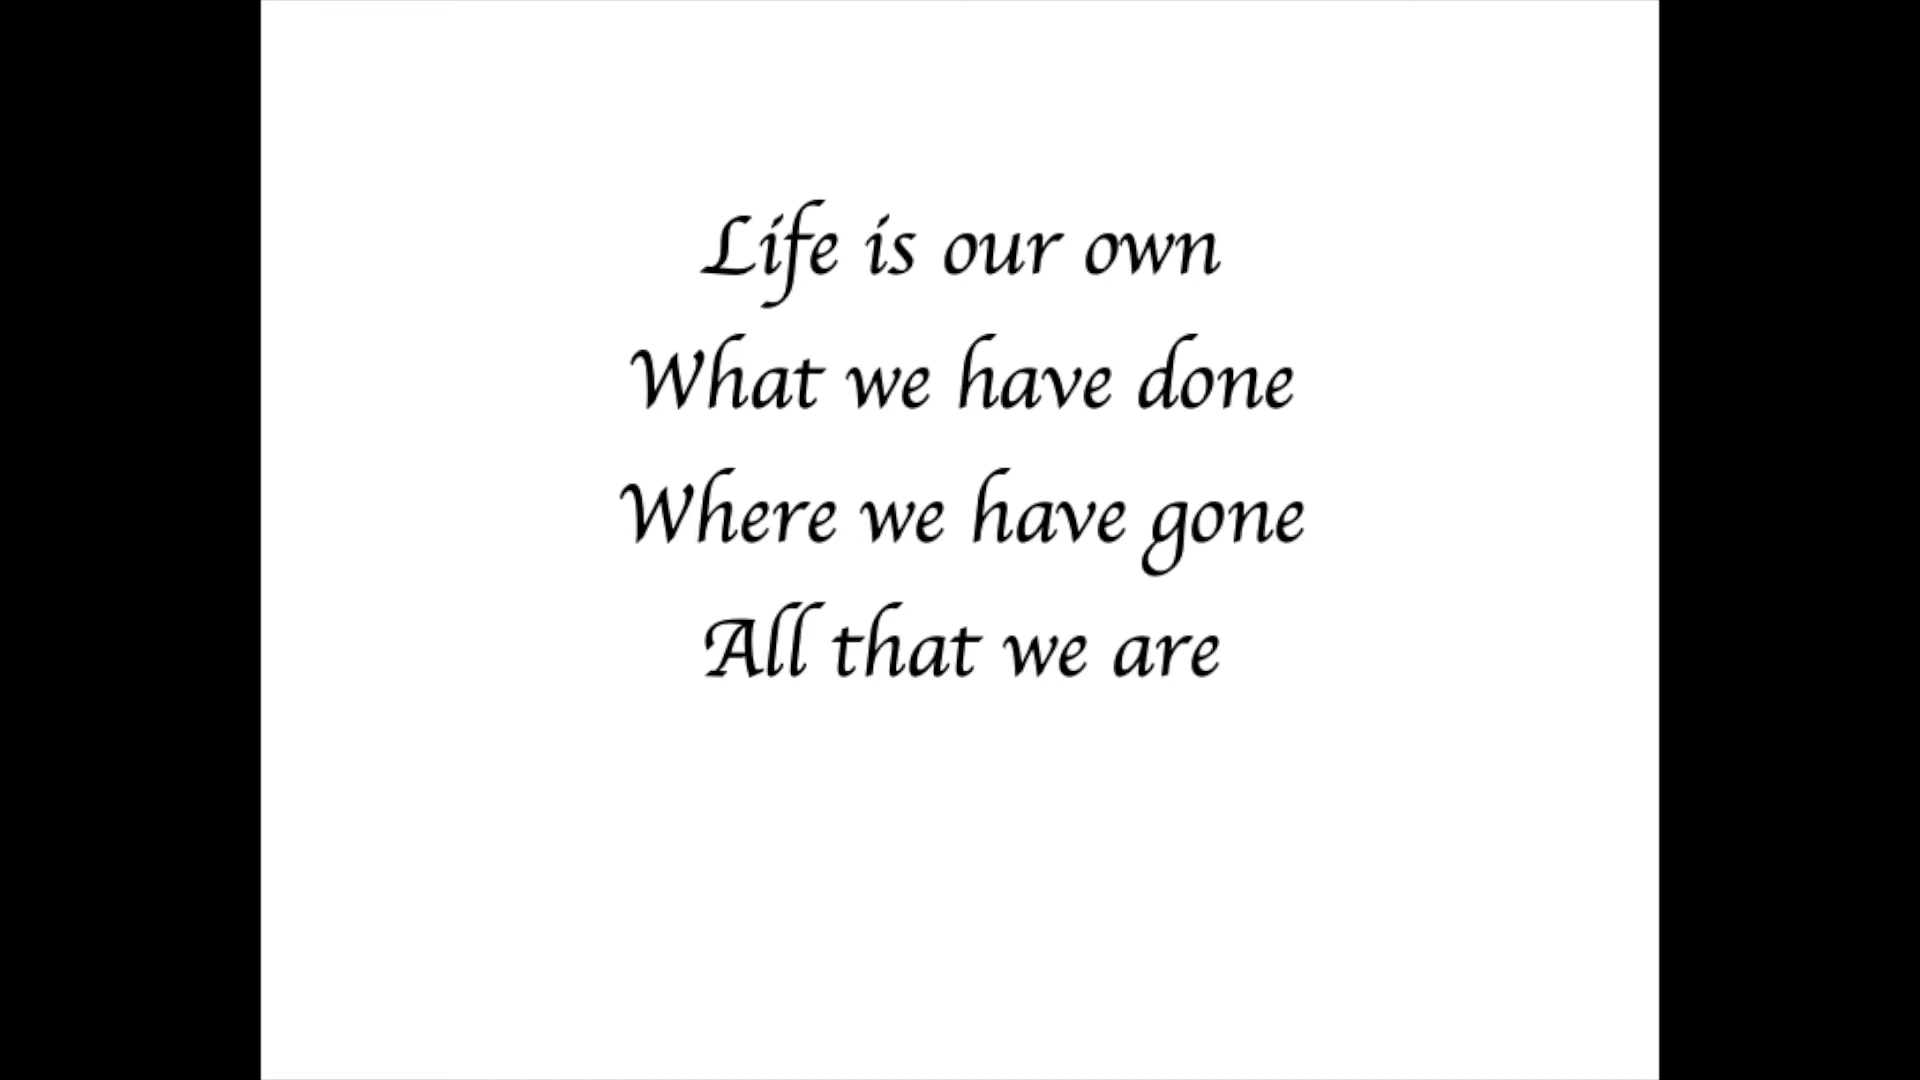 Life is our own
What we have done
Where we have gone
All that we are